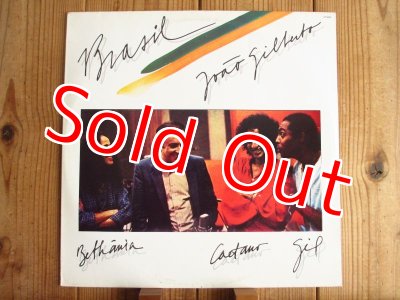 Brasil
João Gilberto
Sold Out
Bethânia Caetano Gil